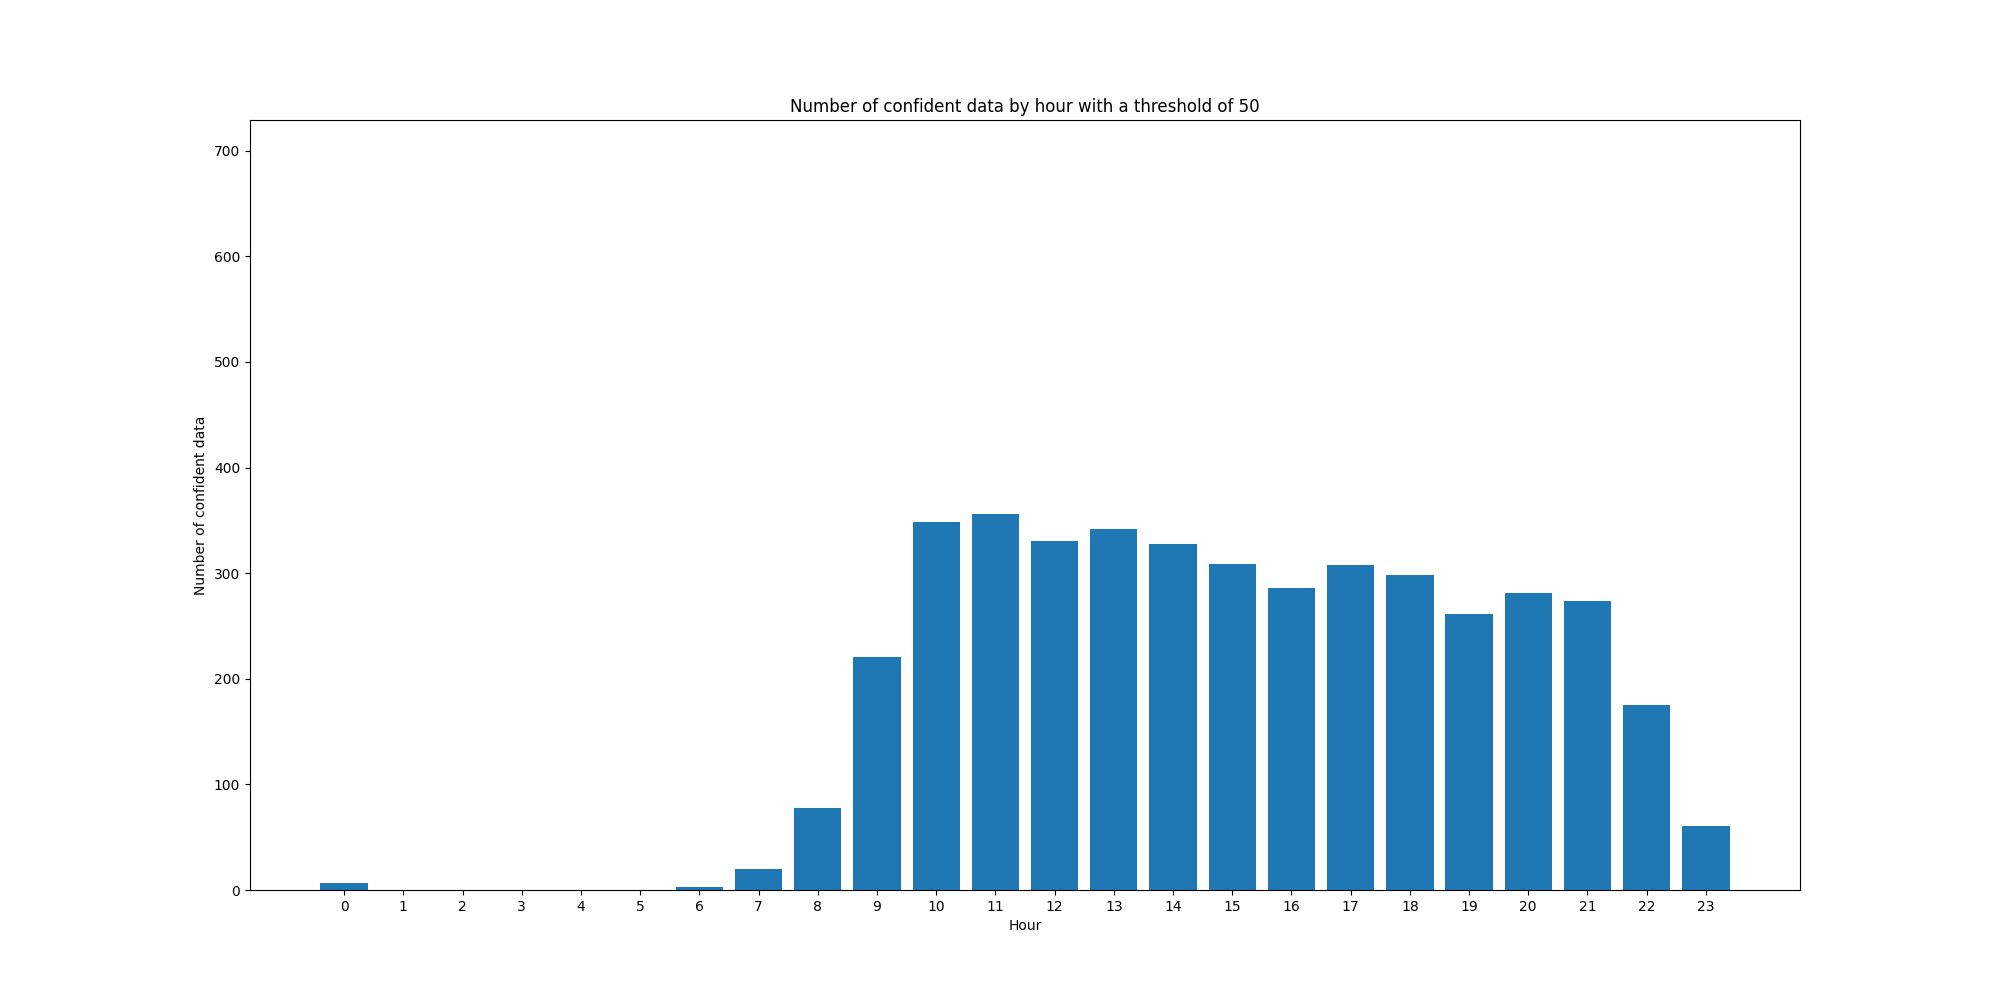 Number of confident data by hour with a threshold of 50
700
600
500
400
300
200
100
0
Number of confident data
0 1 2 3 4 5 6 7 8 9 10 11 12 13 14 15 16 17 18 19 20 21 22 23
Hour